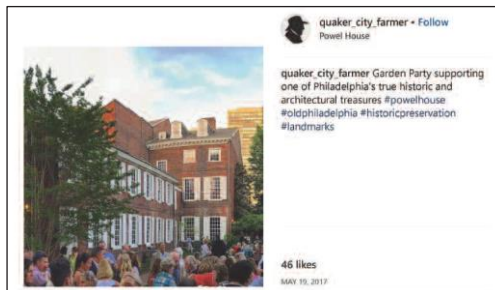 quaker_city_farmer • Follow
Powel House
quaker_city_farmer Garden Party supporting
one of Philadelphia's true historic and
architectural treasures #powelhouse
#oldphiladelphia #historicpreservation
#landmarks
46 likes
MAY 19, 2017